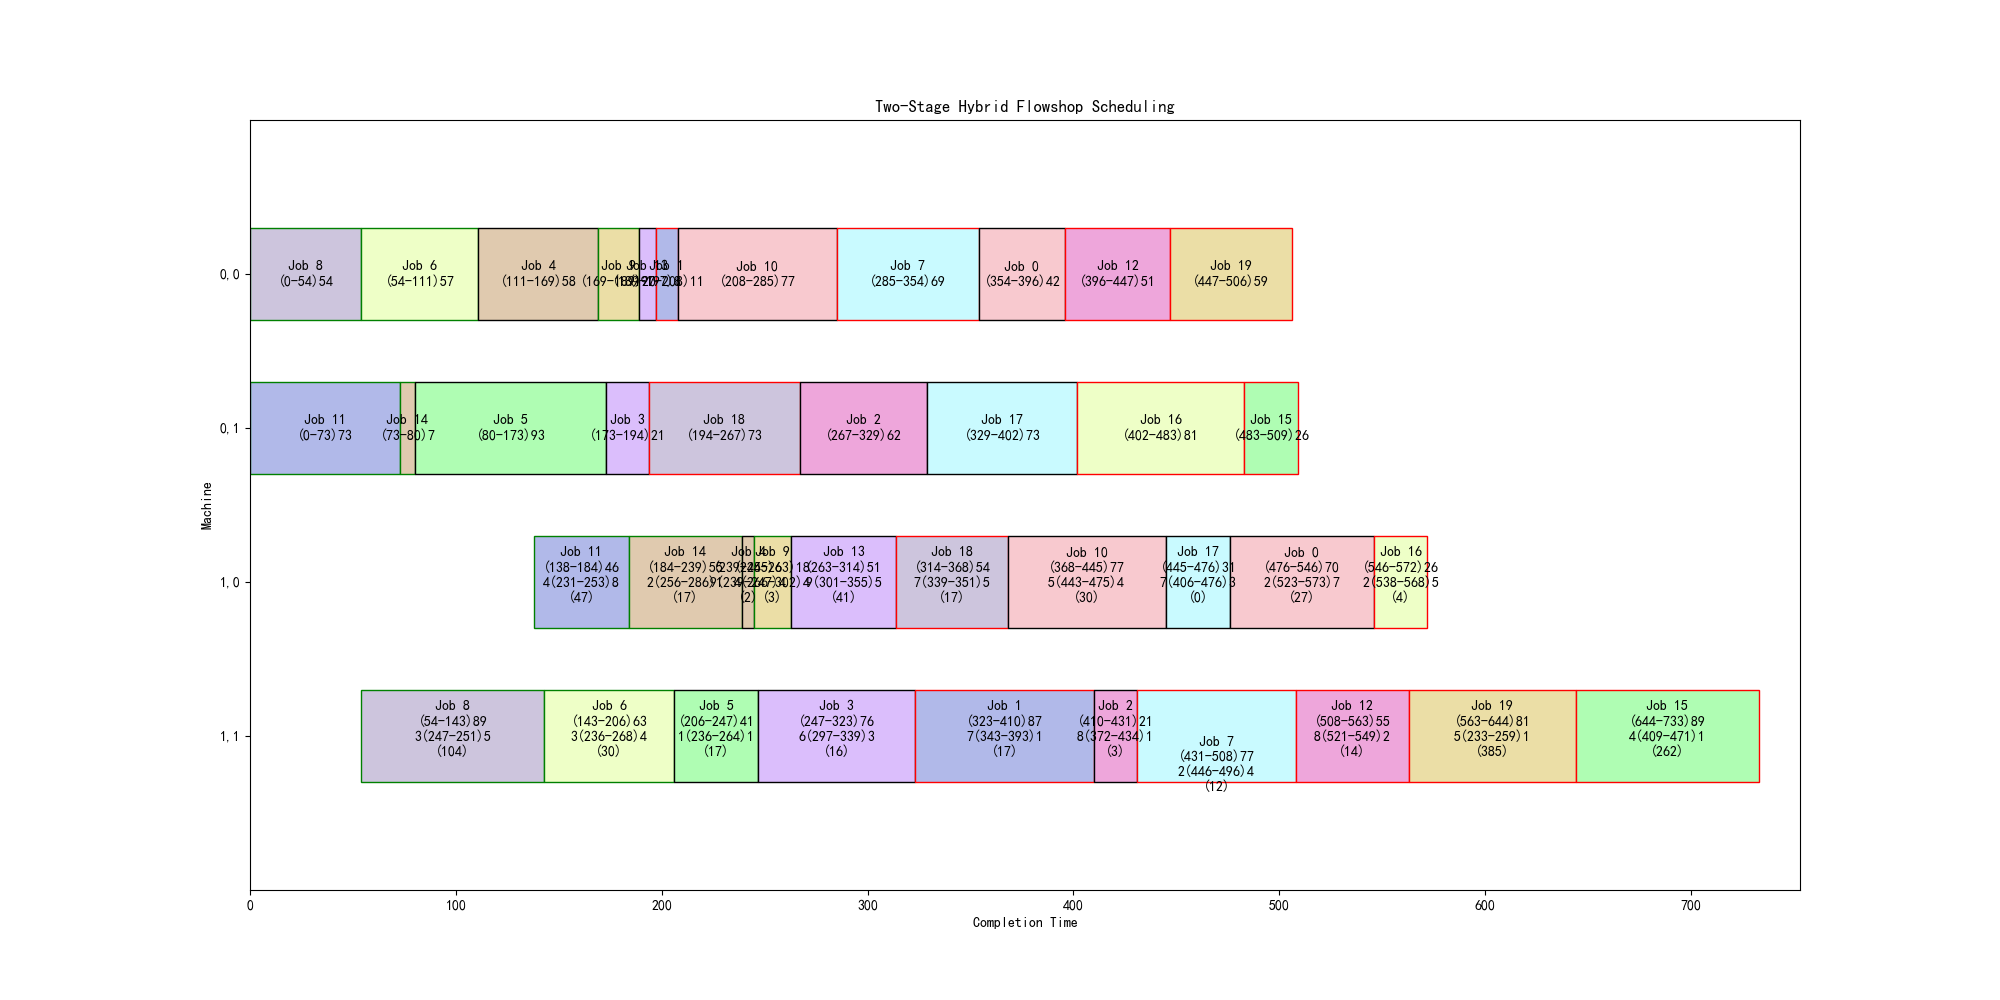 Two-Stage Hybrid Flowshop Scheduling
Machine
0,0
Job 8
(0-54)54
Job 6
(54-111)57
Job 4
(111-169)58
Job 10
(208-285)77
Job 7
(285-354)69
Job 0
(354-396)42
Job 12
(396-447)51
Job 19
(447-506)59
0,1
Job 11
(0-73)73
Job 14
(73-80)7
Job 5
(80-173)93
Job 3
(173-194)21
Job 18
(194-267)73
Job 2
(267-329)62
Job 17
(329-402)73
Job 16
(402-483)81
Job 15
(483-509)26
1,0
Job 11
(138-184)46
4(231-253)8
(47)
Job 14
(184-239)55
(17)
(2)
Job 9
(3)
Job 13
(263-314)51
(301-355)5
(41)
Job 18
(314-368)54
7(339-351)5
(17)
Job 10
(368-445)77
5(443-475)4
(30)
Job 17
(445-476)31
7(406-476)3
(0)
Job 0
(476-546)70
2(523-573)7
(27)
Job 16
(546-572)26
2(538-568)5
(4)
1,1
Job 8
(54-143)89
3(247-251)5
(104)
Job 6
(143-206)63
3(236-268)4
(30)
Job 5
(206-247)41
1(236-264)1
(17)
Job 3
(247-323)76
6(297-339)3
(16)
Job 1
(323-410)87
7(343-393)1
(17)
Job 2
(410-431)21
8(372-434)1
(3)
Job 7
(431-508)77
2(446-496)4
(12)
Job 12
(508-563)55
8(521-549)2
(14)
Job 19
(563-644)81
5(233-259)1
(385)
Job 15
(644-733)89
4(409-471)1
(262)
0
100
200
300
400
500
600
700
Completion Time